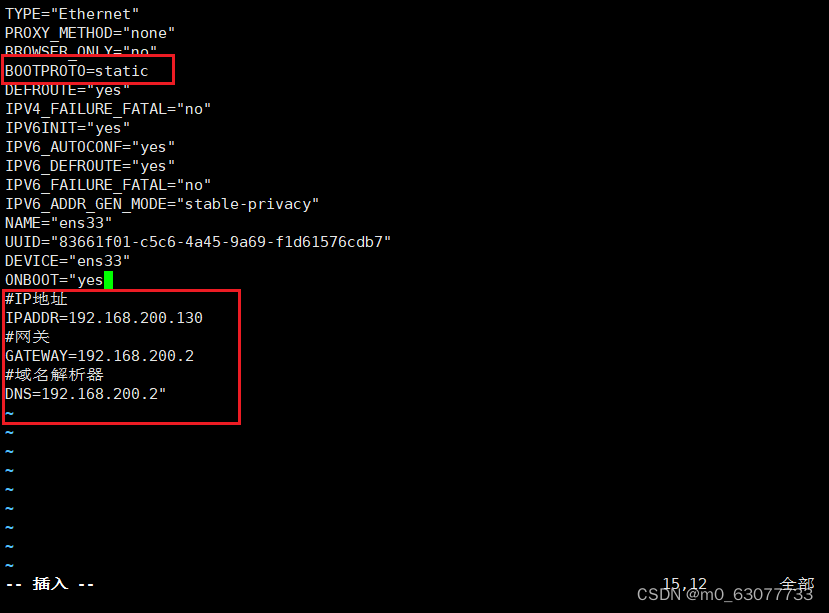 TYPE="Ethernet"
PROXY_METHOD="none"
BROWSER_ONLY="no"
BOOTPROTO=static
DEFROUTE="yes"
IPV4_FAILURE_FATAL="no"
IPV6INIT="yes"
IPV6_AUTOCONF="yes"
IPV6_DEFROUTE="yes"
IPV6_FAILURE_FATAL="no"
IPV6_ADDR_GEN_MODE="stable-privacy"
NAME="ens33"
UUID="83661f01-c5c6-4a45-9a69-f1d61576cdb7"
DEVICE="ens33"
ONBOOT="yes
#IP地址
IPADDR=192.168.200.130
#网关
GATEWAY=192.168.200.2
#域名解析器
DNS=192.168.200.2"
~
~
~
~
~
~
~
~
~
-- 插入 -- 15,12 全部
CSDN @m0_63077733